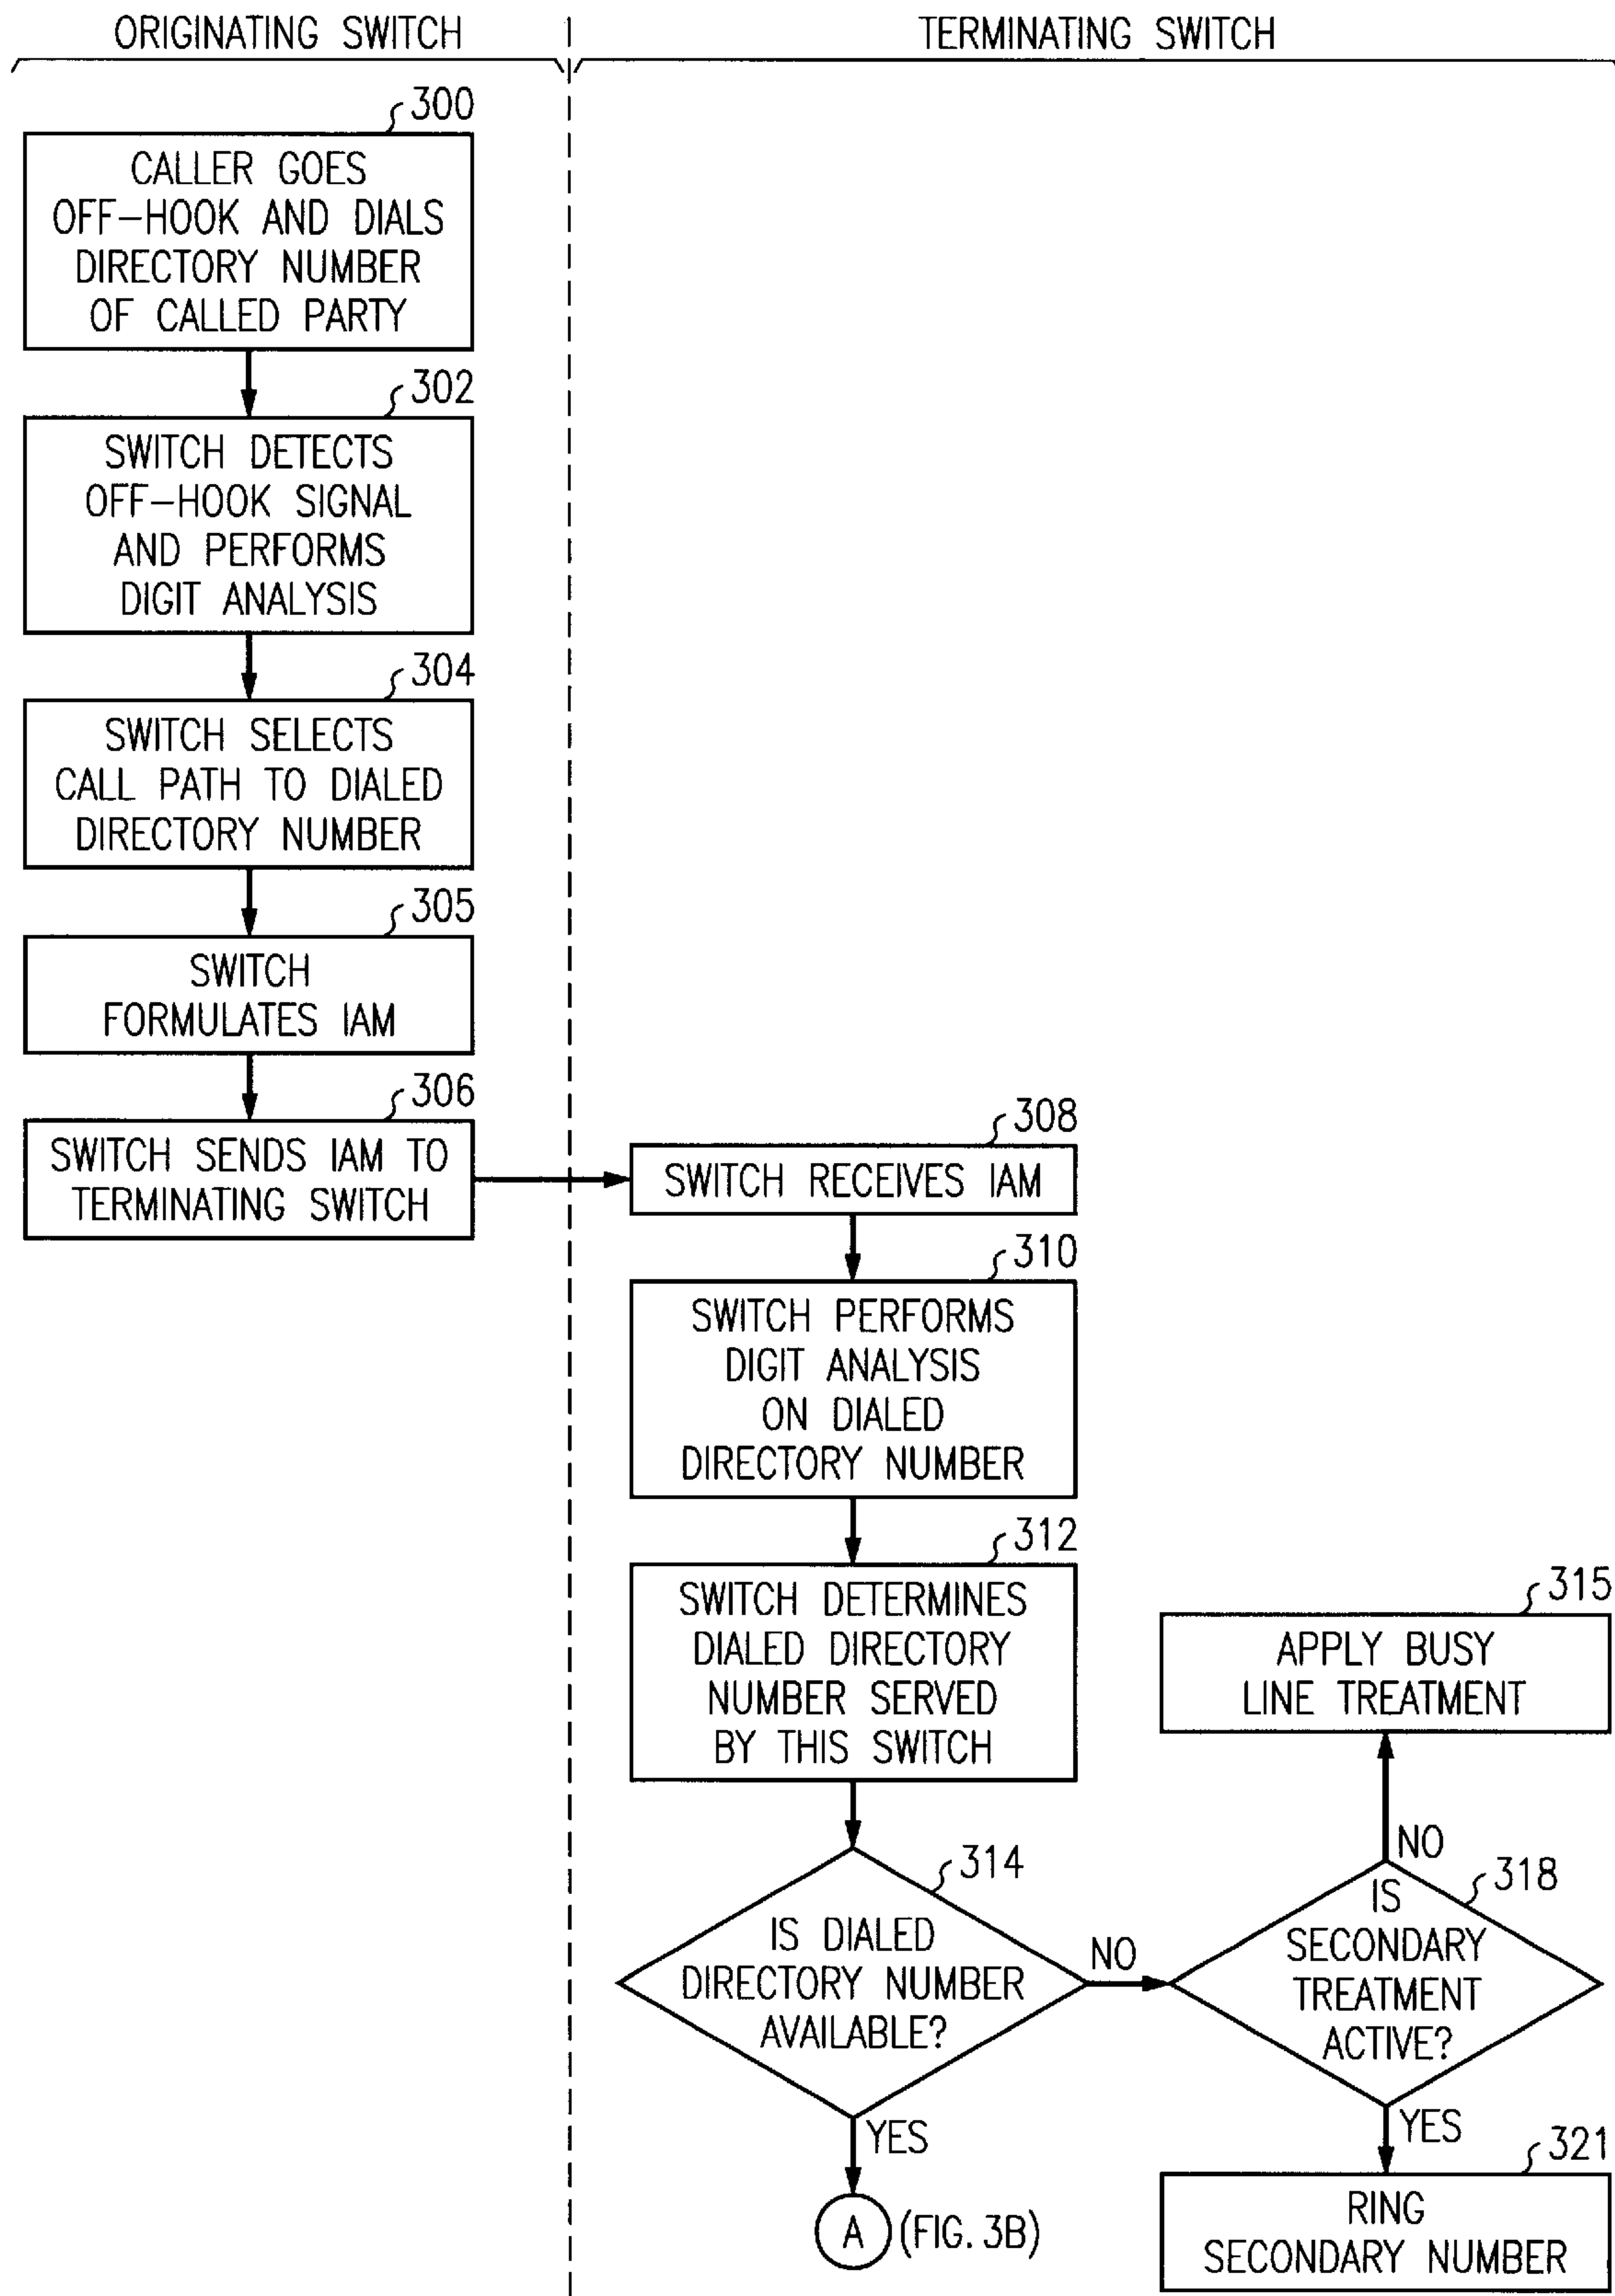 ORIGINATING SWITCH
TERMINATING SWITCH
300
CALLER GOES
OFF-HOOK AND DIALS
DIRECTORY NUMBER
OF CALLED PARTY
302
SWITCH DETECTS
OFF-HOOK SIGNAL
AND PERFORMS
DIGIT ANALYSIS
304
SWITCH SELECTS
CALL PATH TO DIALED
DIRECTORY NUMBER
305
SWITCH
FORMULATES IAM
306
SWITCH SENDS IAM TO
TERMINATING SWITCH
308
SWITCH RECEIVES IAM
310
SWITCH PERFORMS
DIGIT ANALYSIS
ON DIALED
DIRECTORY NUMBER
312
SWITCH DETERMINES
DIALED DIRECTORY
NUMBER SERVED
BY THIS SWITCH
314
IS DIALED
DIRECTORY NUMBER
AVAILABLE?
NO
YES
A (FIG. 3B)
315
APPLY BUSY
LINE TREATMENT
NO
318
IS
SECONDARY
TREATMENT
ACTIVE?
YES
321
RING
SECONDARY NUMBER